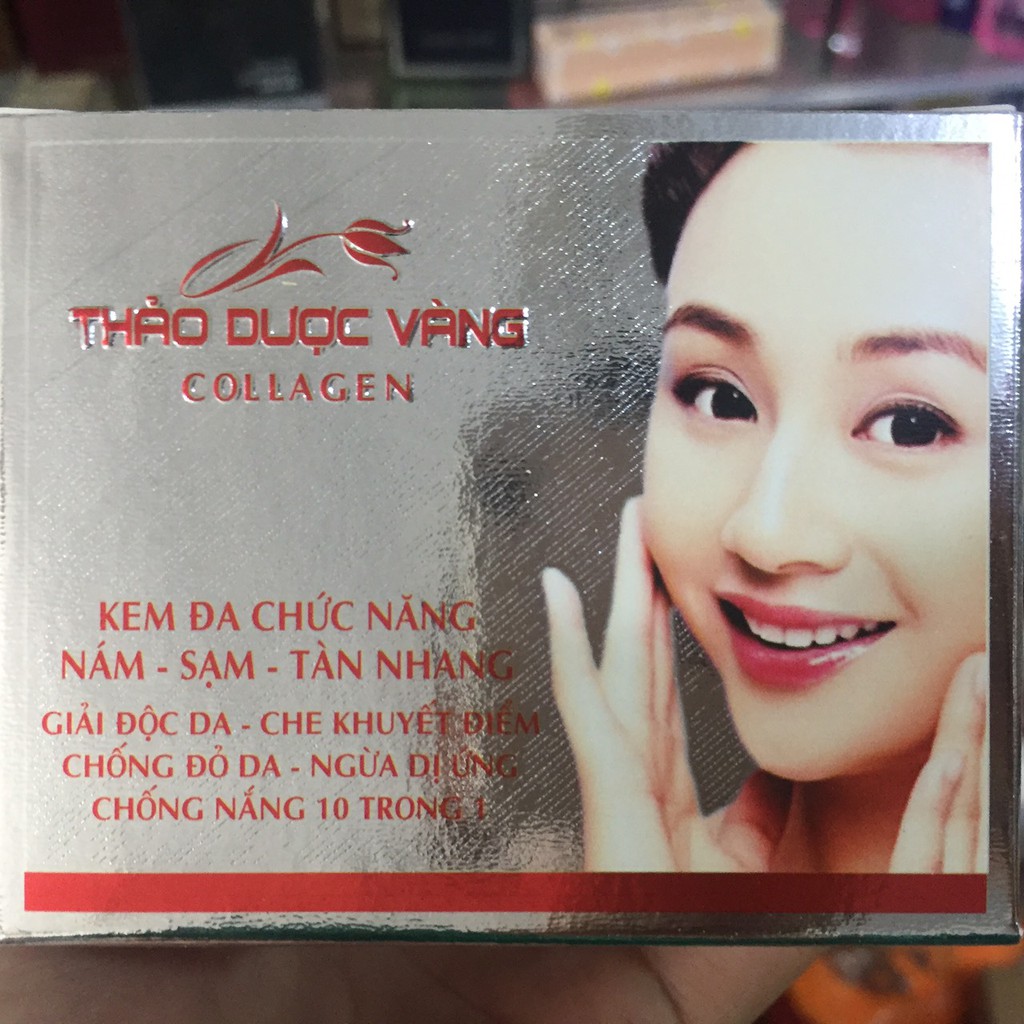 THẢO DƯỢC VÀNG
COLLAGEN
KEM ĐA CHỨC NĂNG
NÁM - SẠM - TÀN NHANG
GIẢI ĐỘC DA - CHE KHUYẾT ĐIỂM
CHỐNG ĐỎ DA - NGỪA DỊ ỨNG
CHỐNG NẮNG 10 TRONG 1